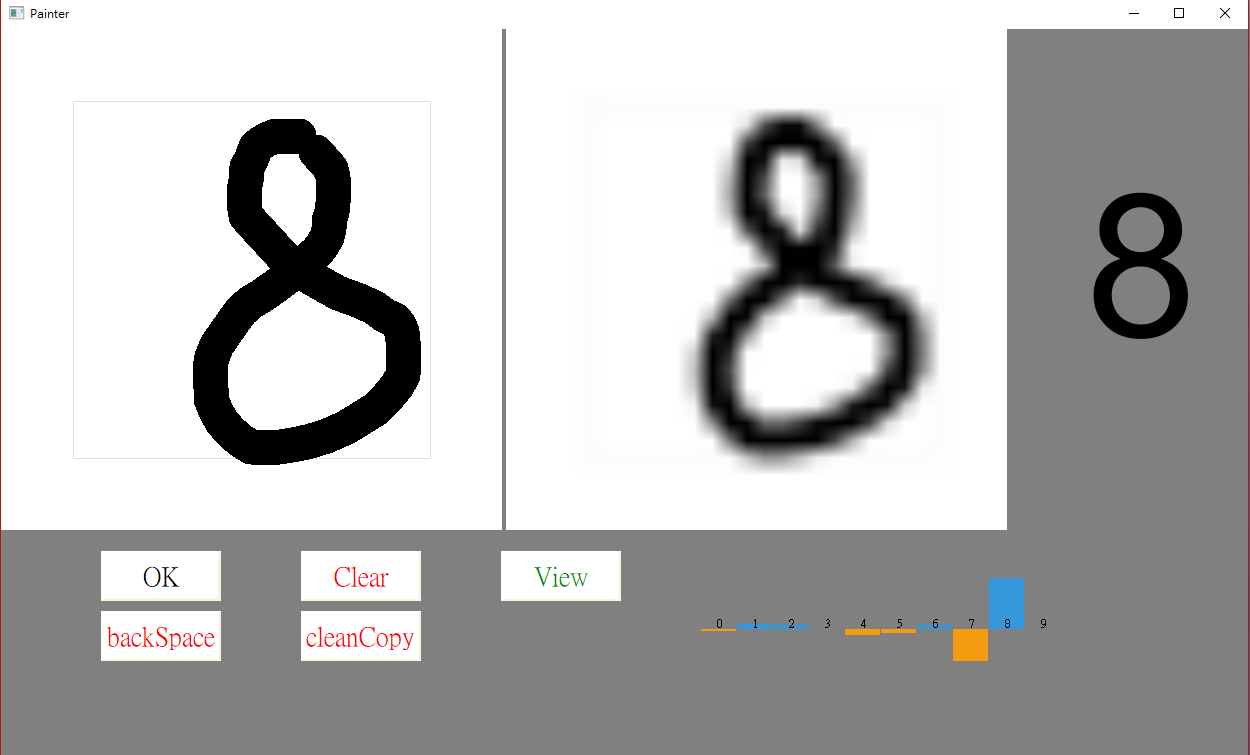 Painter
8
8
8
OK Clear View
backSpace cleanCopy
0 1 2 3 4 5 6 7 8 9